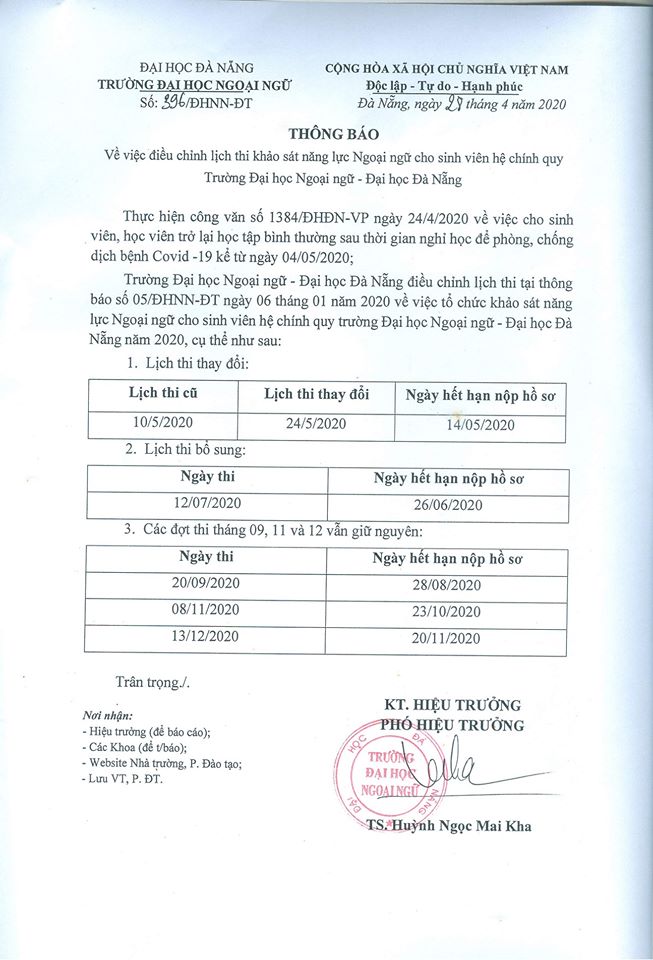 ĐẠI HỌC ĐÀ NẴNG
TRƯỜNG ĐẠI HỌC NGOẠI NGỮ
Số: 396/ĐHNN-ĐT
CỘNG HÒA XÃ HỘI CHỦ NGHĨA VIỆT NAM
Độc lập - Tự do - Hạnh phúc
Đà Nẵng, ngày tháng 4 năm 2020
THÔNG BÁO
Về việc điều chỉnh lịch thi khảo sát năng lực Ngoại ngữ cho sinh viên hệ chính quy
Trường Đại học Ngoại ngữ - Đại học Đà Nẵng
Thực hiện công văn số 1384/ĐHĐN-VP ngày 24/4/2020 về việc cho sinh
viên, học viên trở lại học tập bình thường sau thời gian nghỉ học để phòng, chống
dịch bệnh Covid -19 kể từ ngày 04/05/2020;
Trường Đại học Ngoại ngữ - Đại học Đà Nẵng điều chỉnh lịch thi tại thông
báo số 05/ĐHNN-ĐT ngày 06 tháng 01 năm 2020 về việc tổ chức khảo sát năng
lực Ngoại ngữ cho sinh viên hệ chính quy trường Đại học Ngoại ngữ - Đại học Đà
Nẵng năm 2020, cụ thể như sau:
1. Lịch thi thay đổi:
Lịch thi cũ Lịch thi thay đổi Ngày hết hạn nộp hồ sơ
10/5/2020 24/5/2020 14/05/2020
2. Lịch thi bổ sung:
Ngày thi Ngày hết hạn nộp hồ sơ
12/07/2020 26/06/2020
3. Các đợt thi tháng 09, 11 và 12 vẫn giữ nguyên:
Ngày thi Ngày hết hạn nộp hồ sơ
20/09/2020 28/08/2020
08/11/2020 23/10/2020
13/12/2020 20/11/2020
Trân trọng./.
Nơi nhận:
- Hiệu trưởng (để báo cáo);
- Các Khoa (để t/báo);
- Website Nhà trường, P. Đào tạo;
- Lưu VT, P. ĐT.
KT. HIỆU TRƯỞNG
PHÓ HIỆU TRƯỞNG
ĐẠI HỌC ĐÀ NẴNG
TRƯỜNG
ĐẠI HỌC
NGOẠI NGỮ
TS. Huỳnh Ngọc Mai Kha